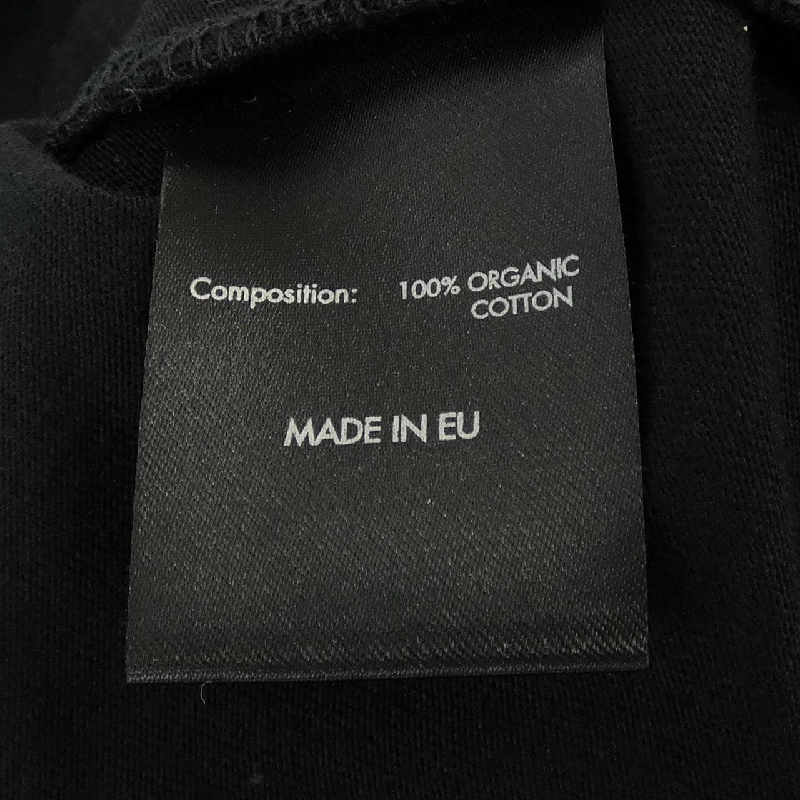 Composition: 100% ORGANIC
COTTON
MADE IN EU